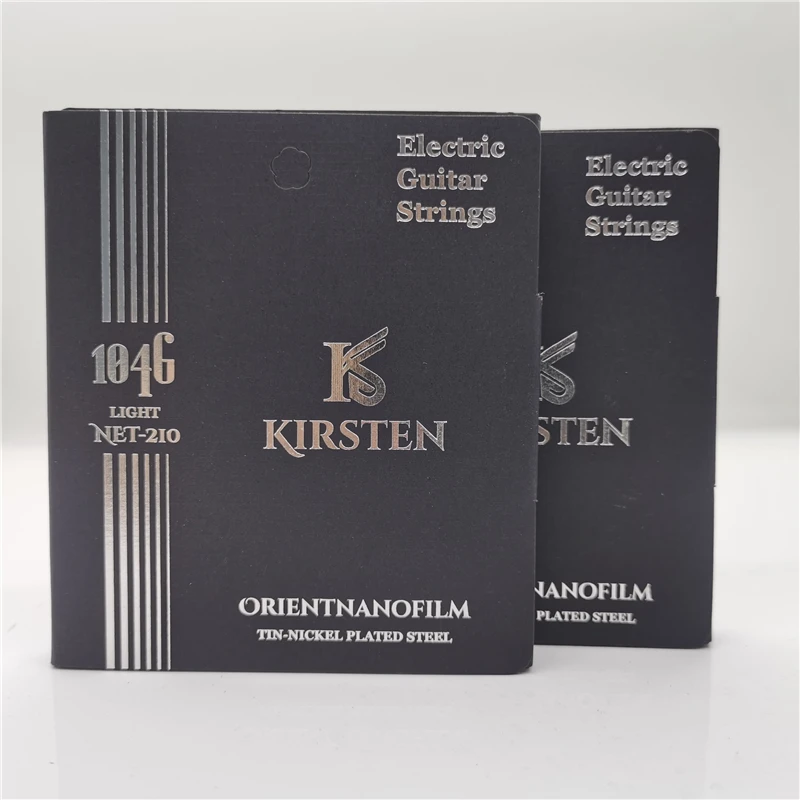 Electric
Guitar
Strings
1046
LIGHT
NET-210
KS
KIRSTEN
ORIENTNANOFILM
TIN-NICKEL PLATED STEEL
Electric
Guitar
Strings
STEN
NANOFILM
PLATED STEEL